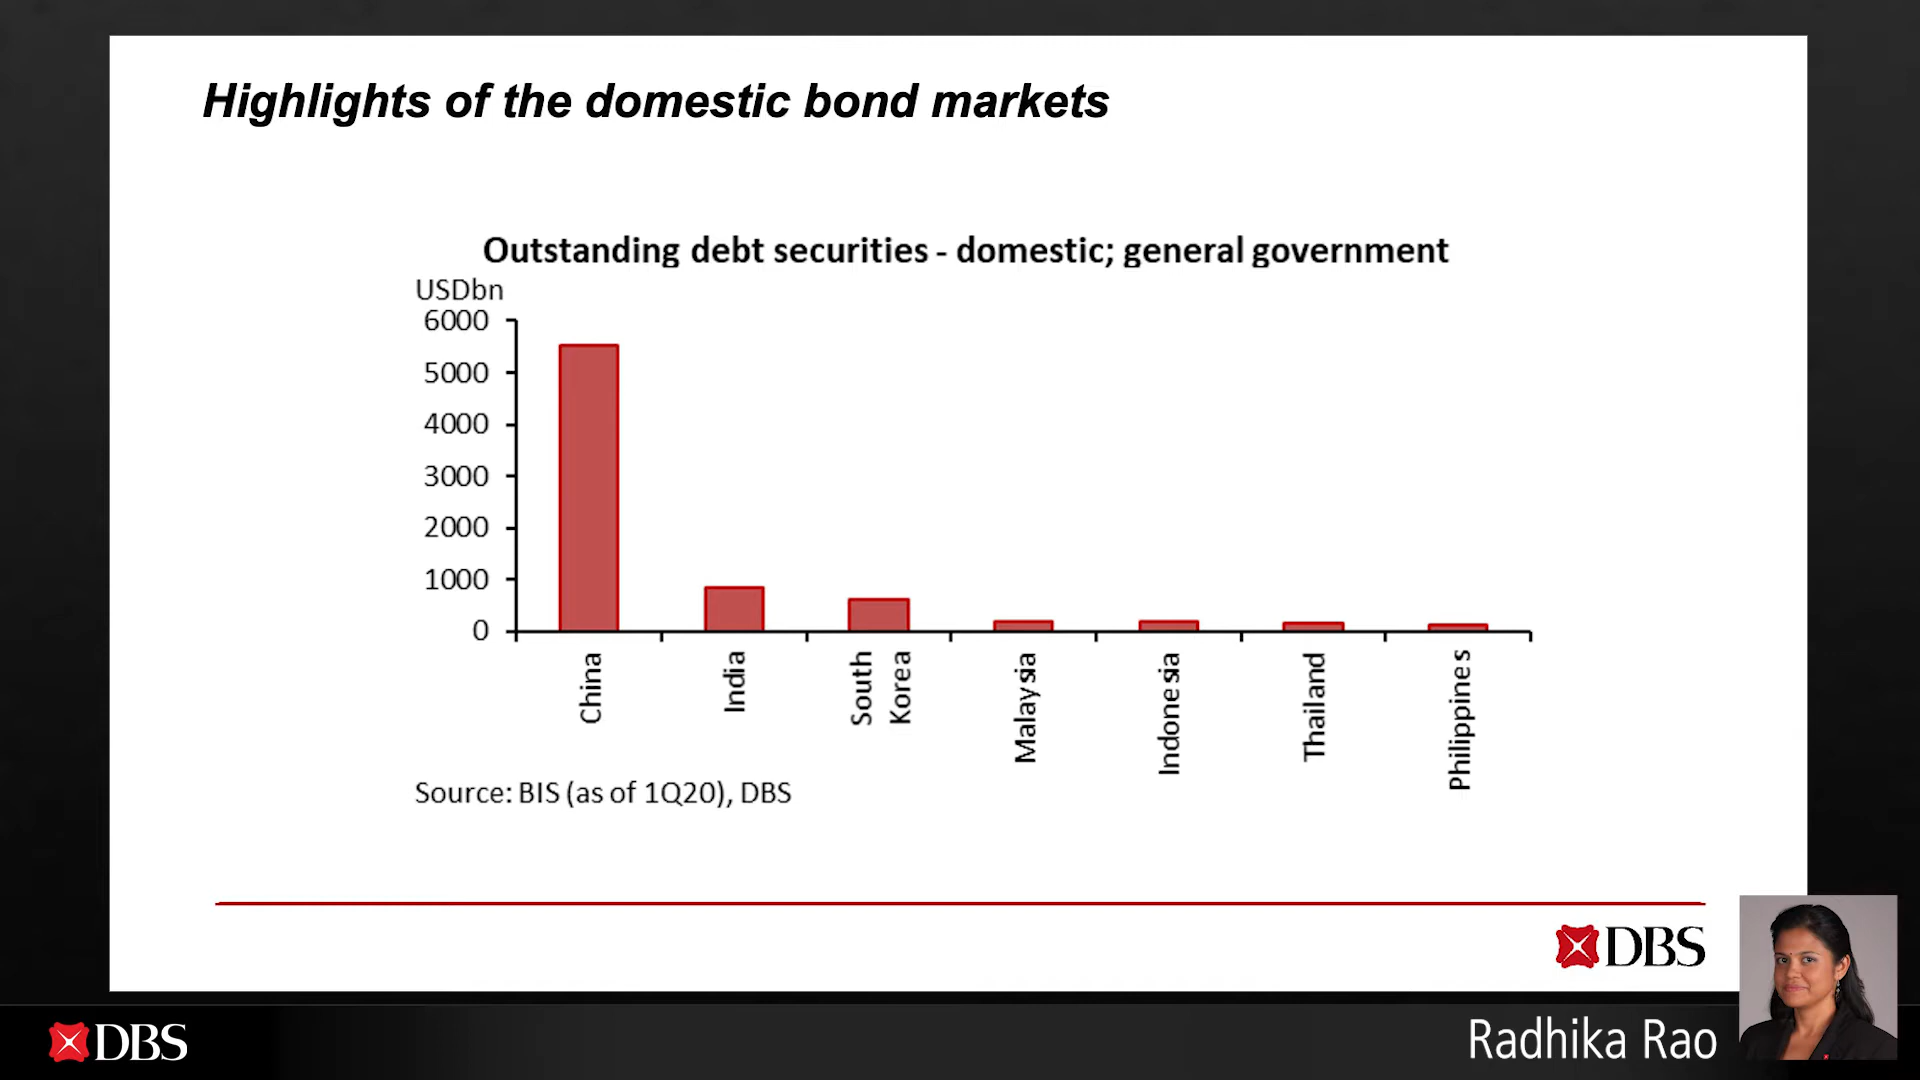 Highlights of the domestic bond markets
Outstanding debt securities - domestic; general government
USDbn
6000
5000
4000
3000
2000
1000
0
China
India
South
Korea
Malaysia
Indonesia
Thailand
Philippines
Source: BIS (as of 1Q20), DBS
DBS
DBS
Radhika Rao